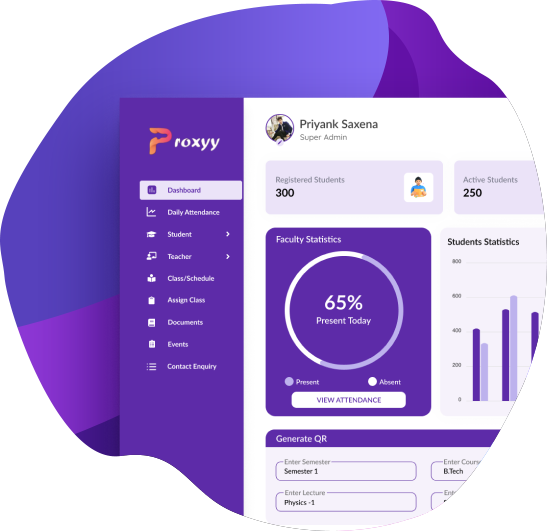 Proxyy
Priyank Saxena
Super Admin
Dashboard
Daily Attendance
Student
Teacher
Class/Schedule
Assign Class
Documents
Events
Contact Enquiry
Registered Students
300
Active Students
250
Faculty Statistics
65%
Present Today
Present
Absent
VIEW ATTENDANCE
Students Statistics
800
600
400
200
0
Generate QR
Enter Semester
Semester 1
Enter Cours
B.Tech
Enter Lecture
Physics -1